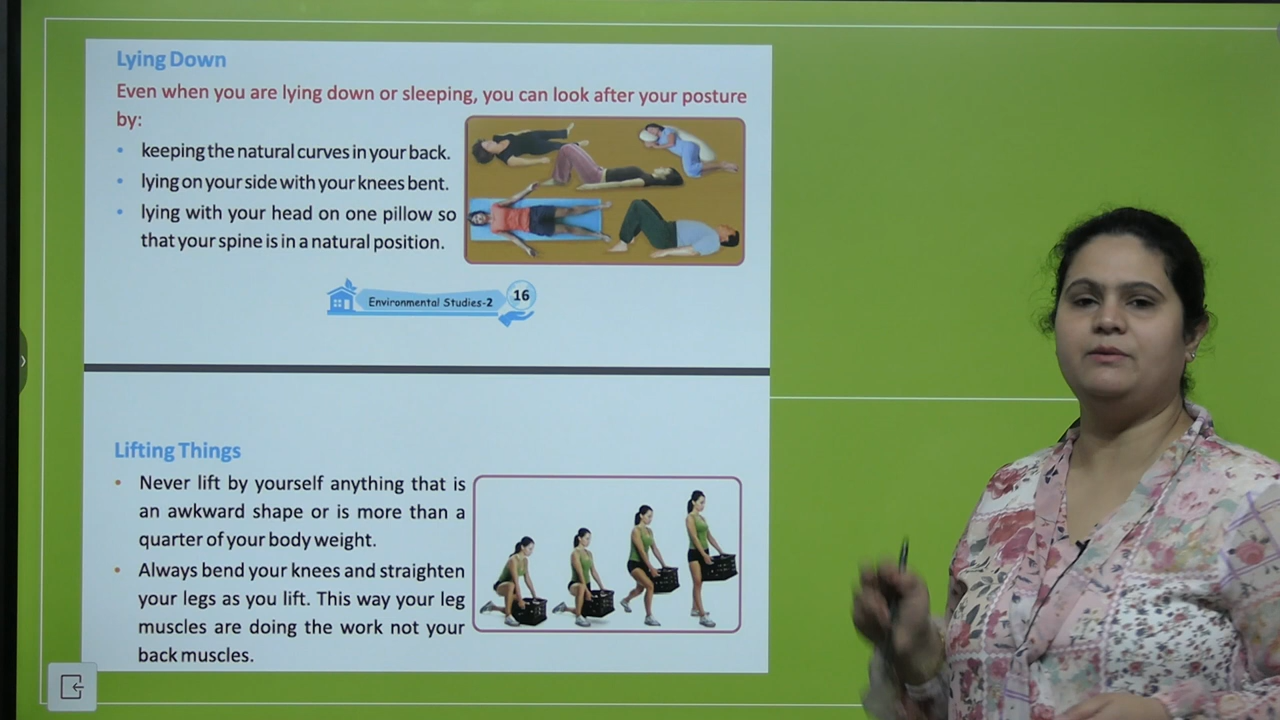 Lying Down
Even when you are lying down or sleeping, you can look after your posture
by:
• keeping the natural curves in your back.
• lying on your side with your knees bent.
• lying with your head on one pillow so
that your spine is in a natural position.
Environmental Studies-2 16
Lifting Things
• Never lift by yourself anything that is
an awkward shape or is more than a
quarter of your body weight.
• Always bend your knees and straighten
your legs as you lift. This way your leg
muscles are doing the work not your
back muscles.